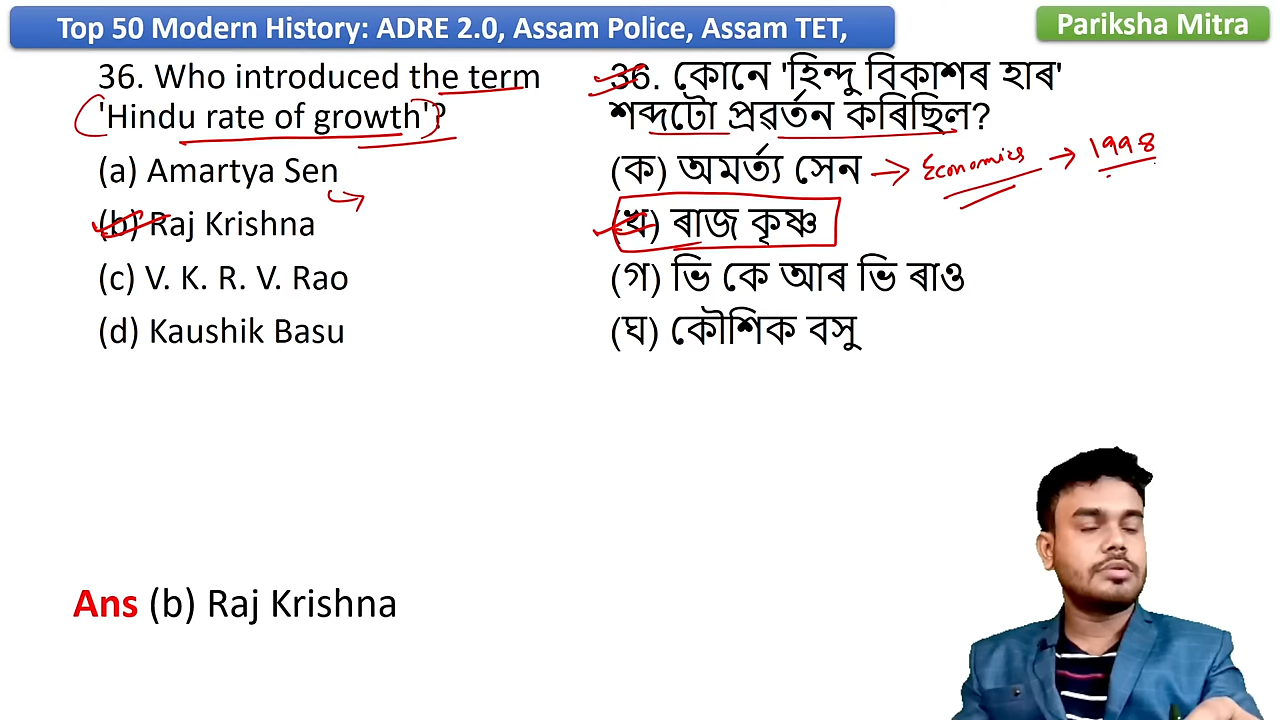 Top 50 Modern History: ADRE 2.0, Assam Police, Assam TET,
Pariksha Mitra
36. Who introduced the term
'Hindu rate of growth'?
(a) Amartya Sen
(b) Raj Krishna
(c) V. K. R. V. Rao
(d) Kaushik Basu
36. কোনে 'হিন্দু বিকাশৰ হাৰ'
শব্দটো প্ৰৱৰ্তন কৰিছিল?
(ক) অমৰ্ত্য সেন → Economics → 1998
(খ) ৰাজ কৃষ্ণ
(গ) ভি কে আৰ ভি ৰাও
(ঘ) কৌশিক বসু
Ans (b) Raj Krishna